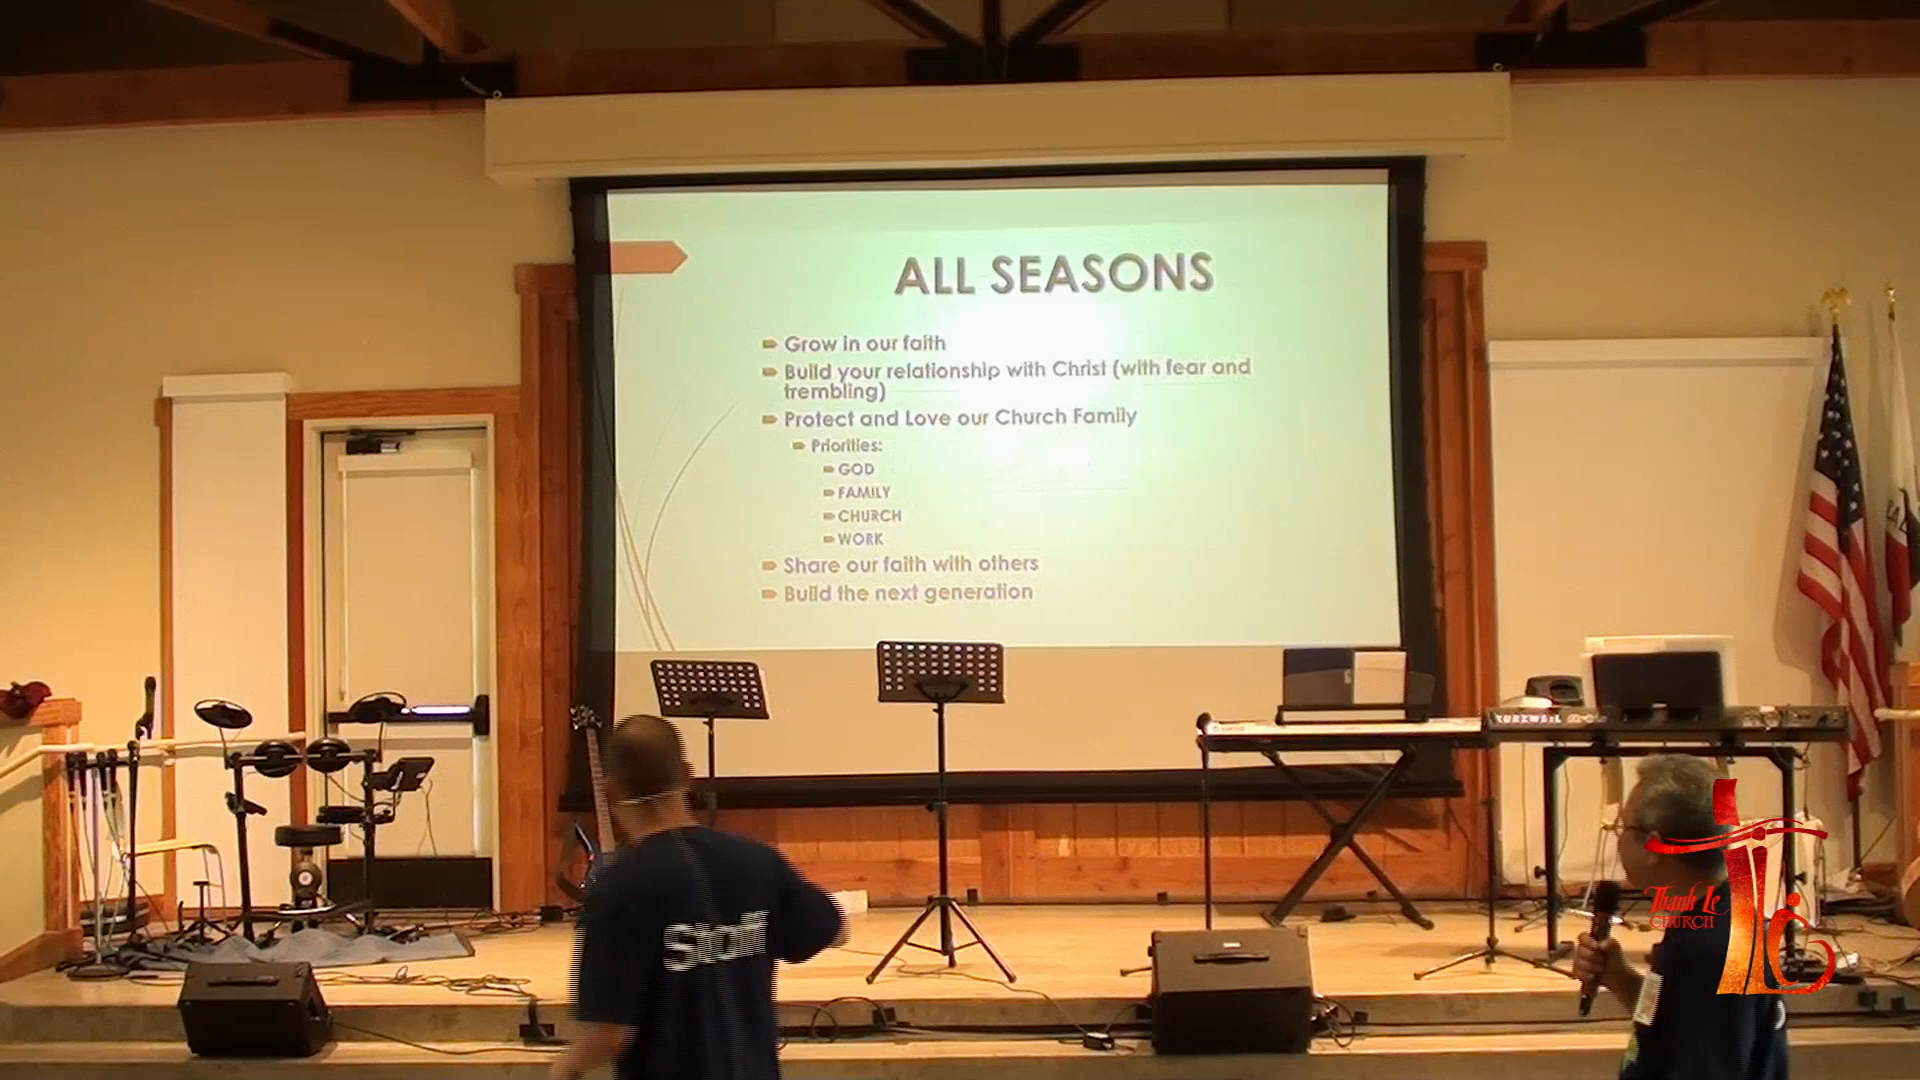 ALL SEASONS
Grow in our faith
Build your relationship with Christ (with fear and
trembling)
Protect and Love our Church Family
Priorities:
GOD
FAMILY
CHURCH
WORK
Share our faith with others
Build the next generation
KURZWEIL
Staff
Thanh Le
CHURCH